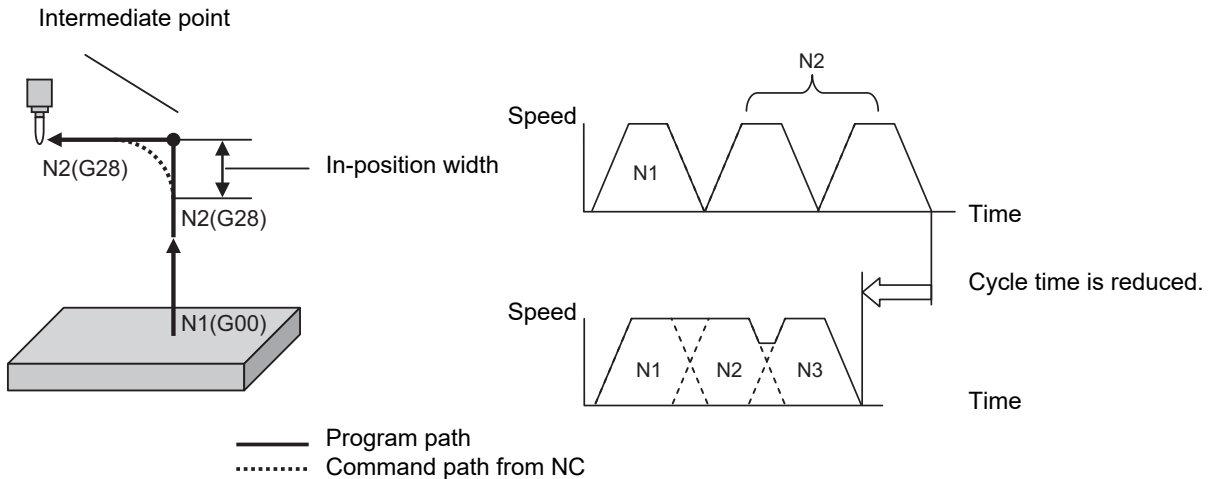 Intermediate point
N2(G28)
In-position width
N2(G28)
N1(G00)
N2
Speed
N1
Time
Cycle time is reduced.
Speed
N1
N2
N3
Time
Program path
Command path from NC